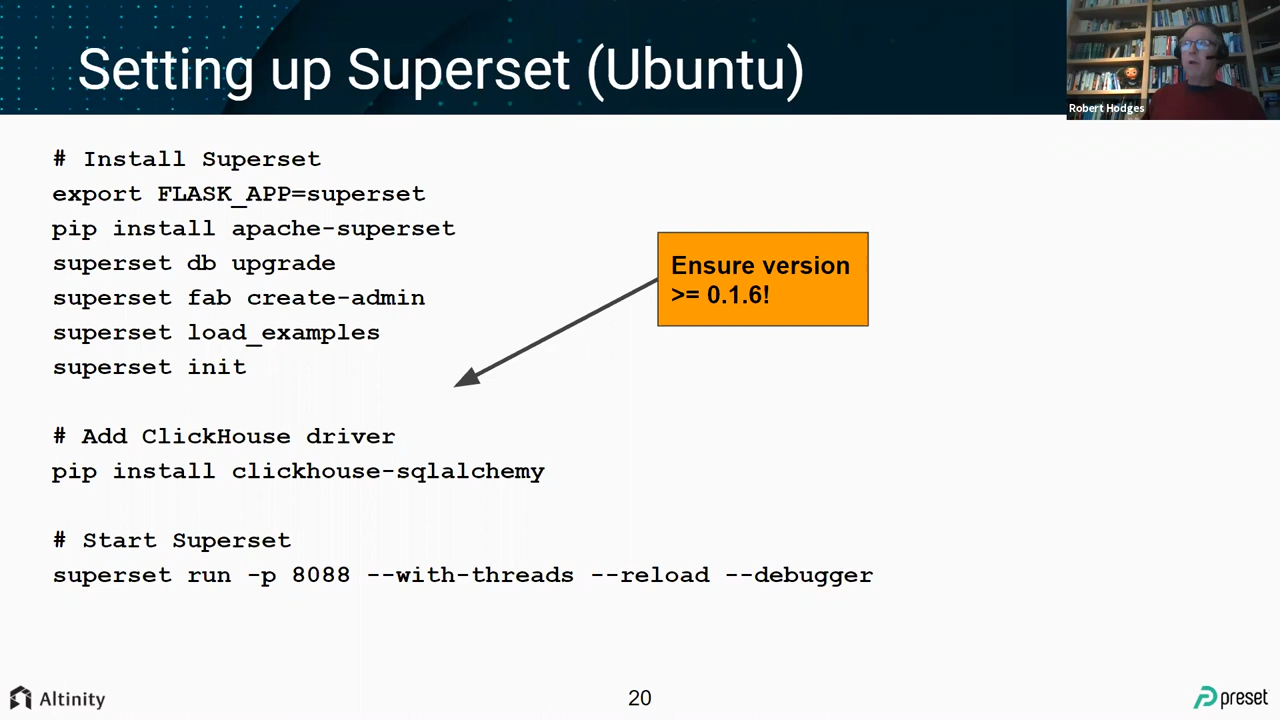 Setting up Superset (Ubuntu)
Robert Hodges
# Install Superset
export FLASK_APP=superset
pip install apache-superset
superset db upgrade
superset fab create-admin
superset load_examples
superset init
Ensure version
>= 0.1.6!
# Add ClickHouse driver
pip install clickhouse-sqlalchemy
# Start Superset
superset run -p 8088 --with-threads --reload --debugger
Altinity
20
preset